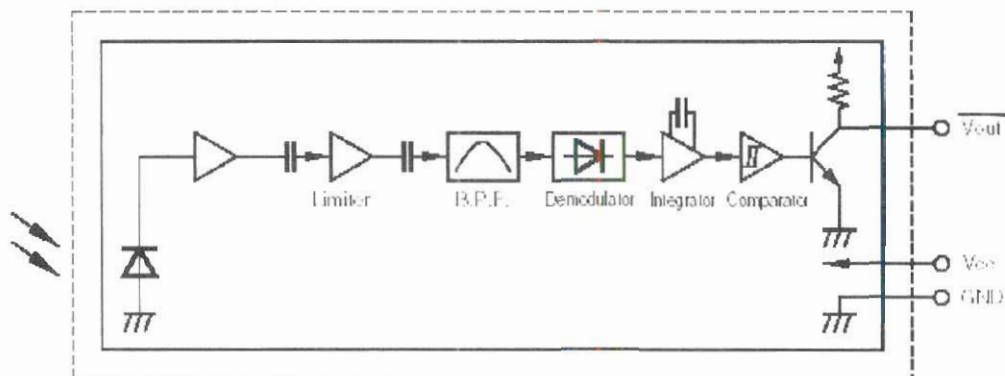 Vout
Limiter B.P.F. Demodulator Integrator Comparator
Vcc
GND